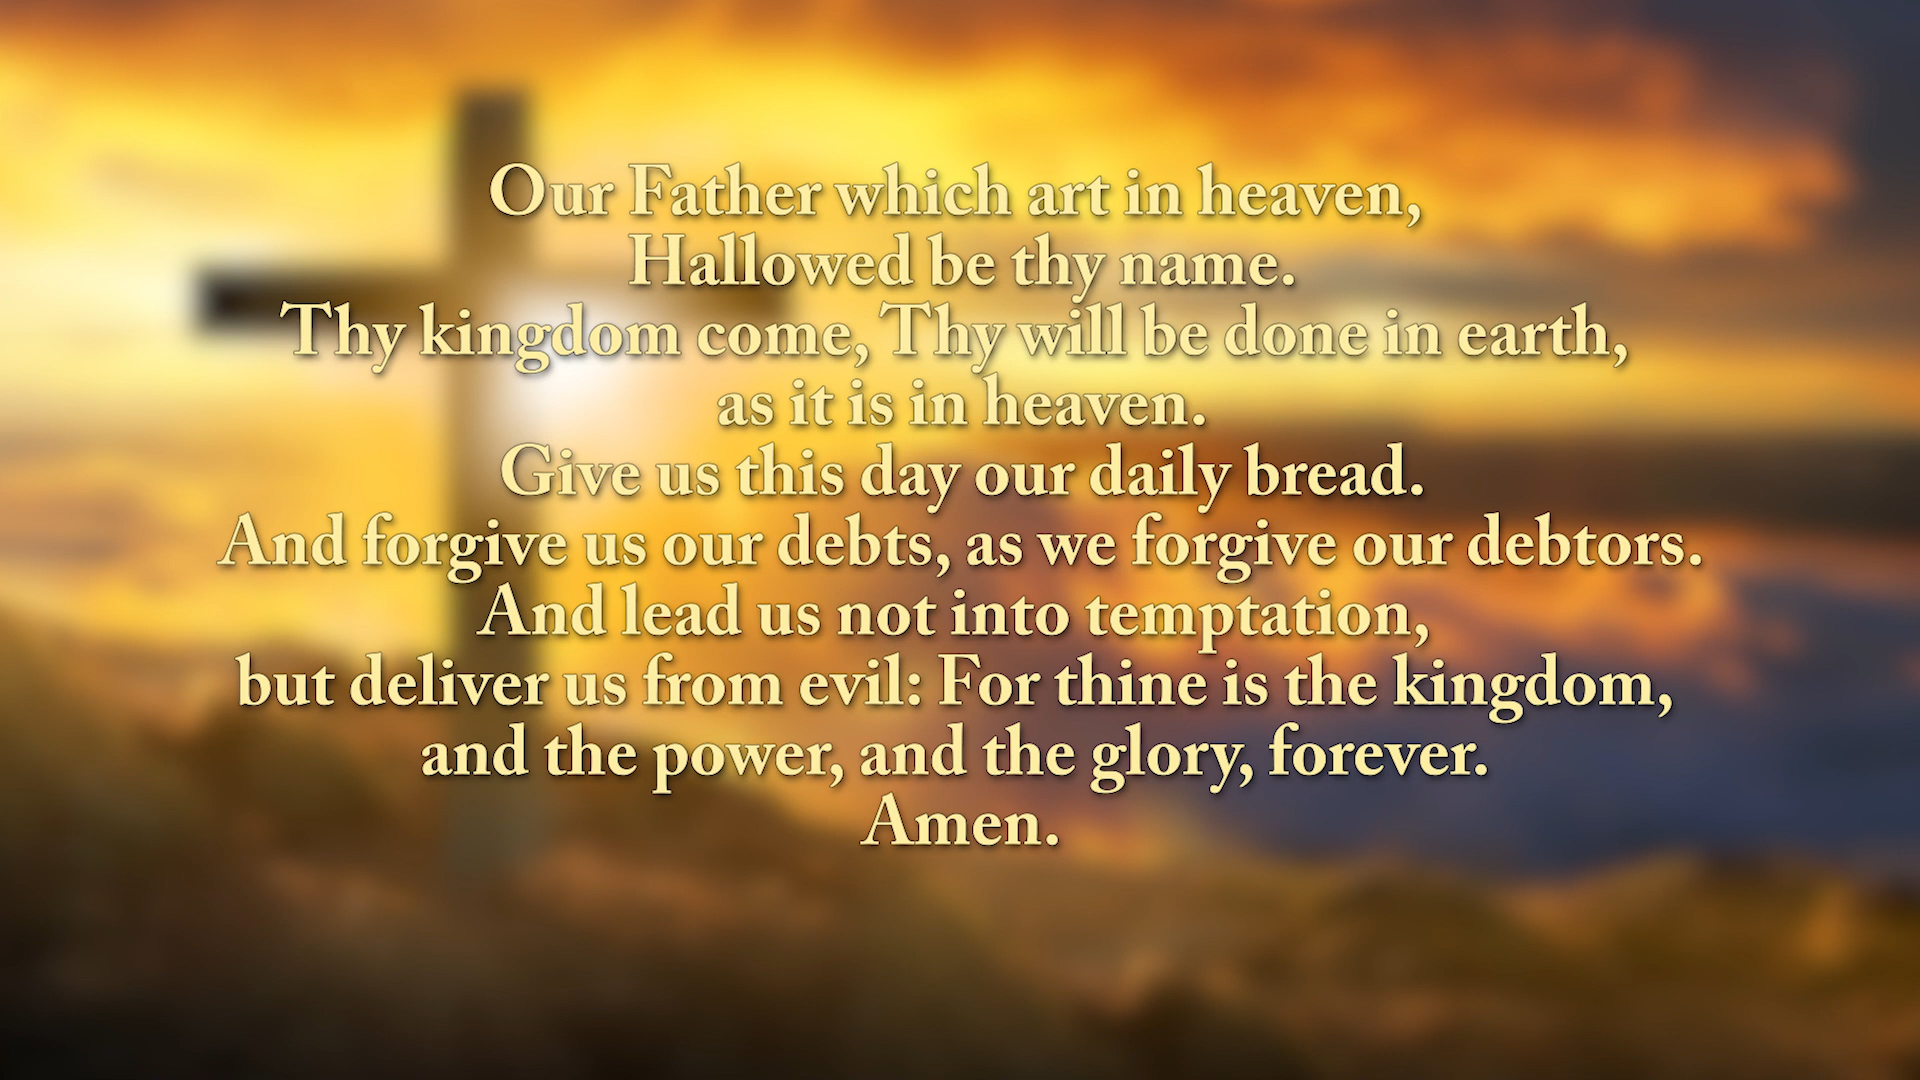 Our Father which art in heaven,
Hallowed be thy name.
Thy kingdom come, Thy will be done in earth,
as it is in heaven.
Give us this day our daily bread.
And forgive us our debts, as we forgive our debtors.
And lead us not into temptation,
but deliver us from evil: For thine is the kingdom,
and the power, and the glory, forever.
Amen.